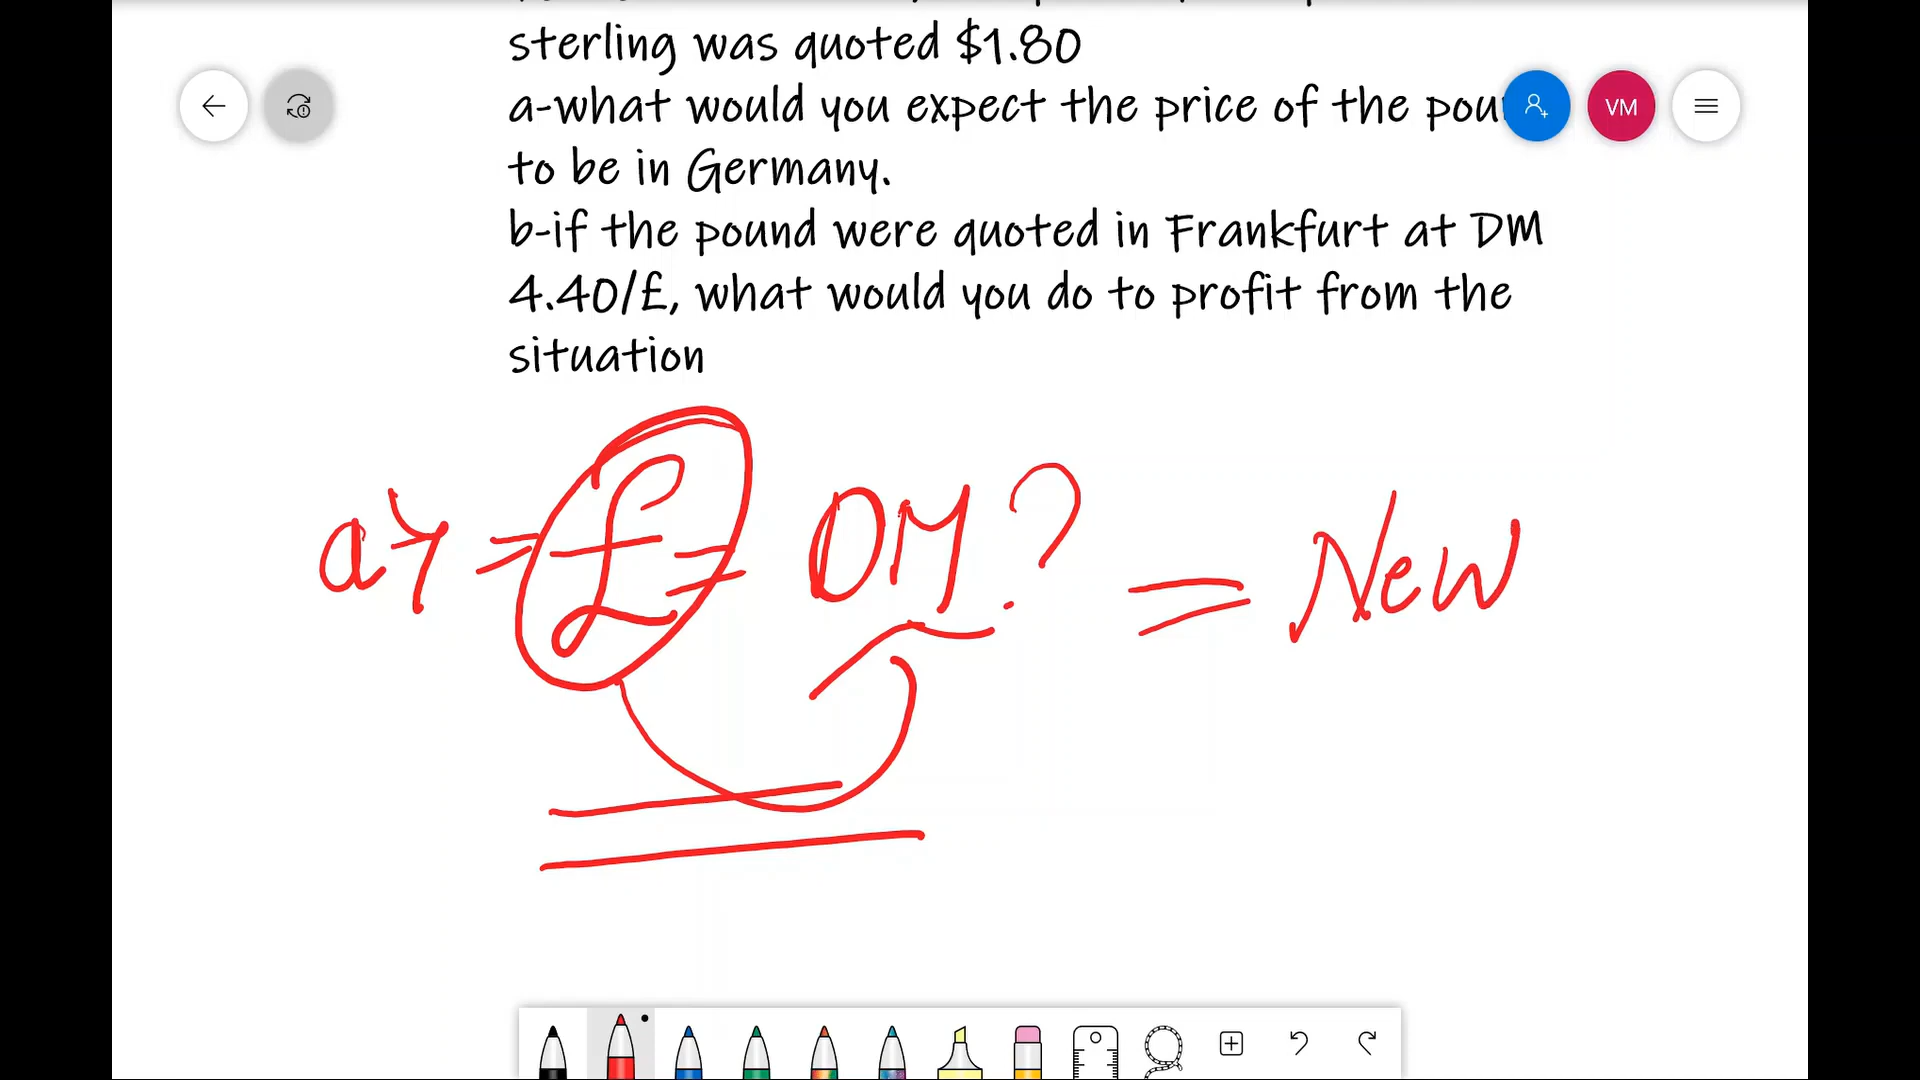 sterling was quoted $1.80
a-what would you expect the price of the pou
to be in Germany.
b-if the pound were quoted in Frankfurt at DM
4.40/£, what would you do to profit from the
situation
VM
a) = £ = DM? = New